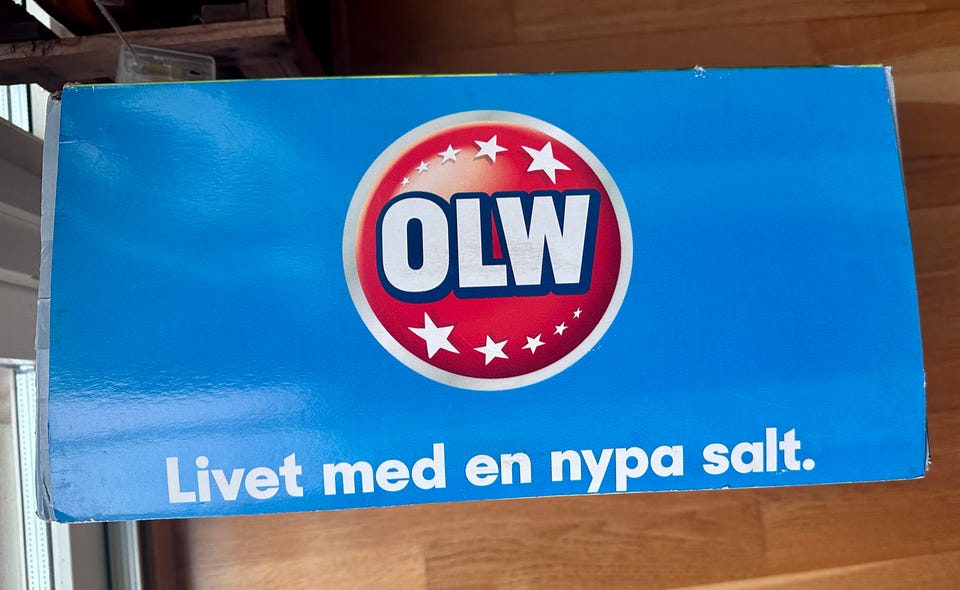 OLW
Livet med en nypa salt.